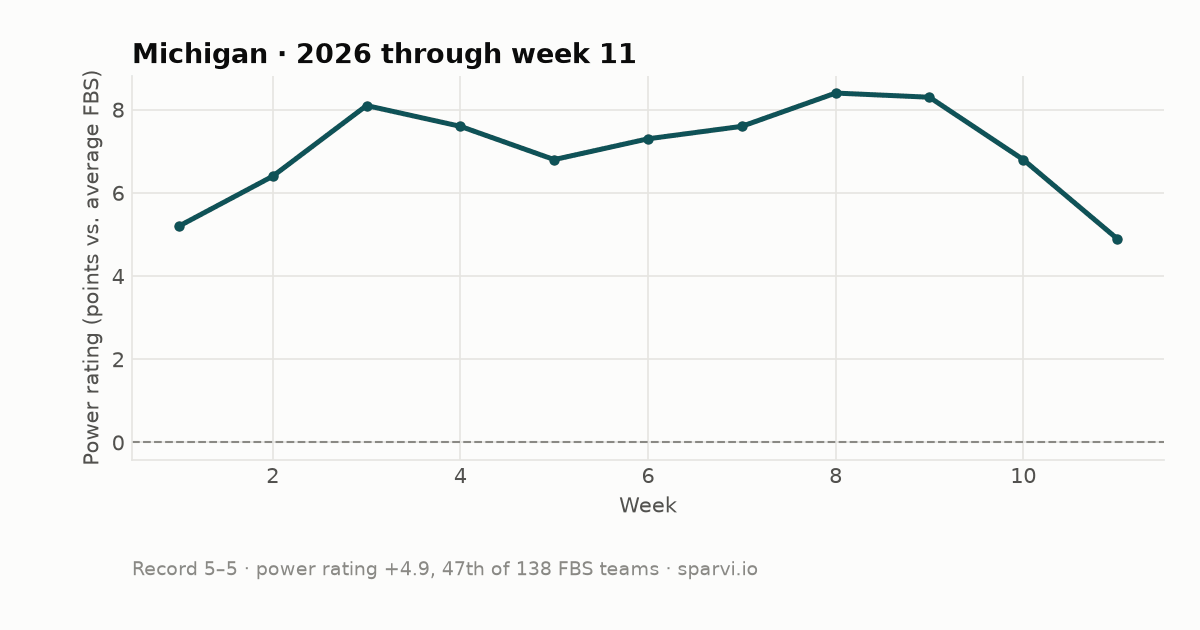 Michigan · 2026 through week 11
Power rating (points vs. average FBS)
8
6
4
2
0
2 4 6 8 10
Week
Record 5–5 · power rating +4.9, 47th of 138 FBS teams · sparvi.io